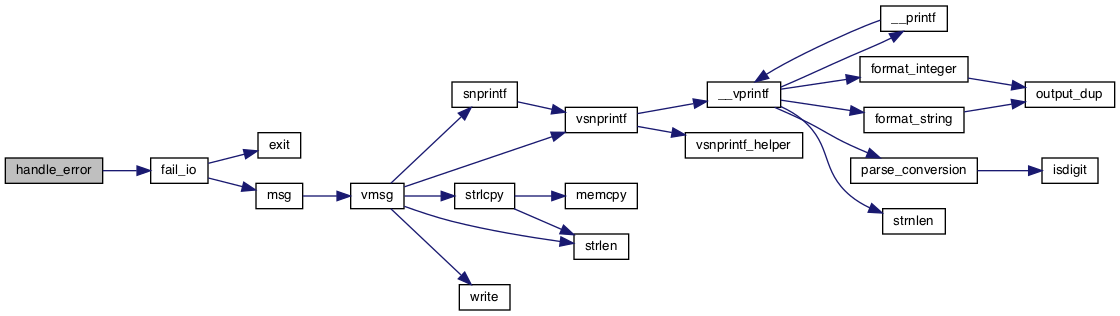 handle_error
fail_io
exit
msg
vmsg
snprintf
strlcpy
write
vsnprintf
memcpy
strlen
__vprintf
vsnprintf_helper
__printf
format_integer
format_string
parse_conversion
strnlen
output_dup
isdigit